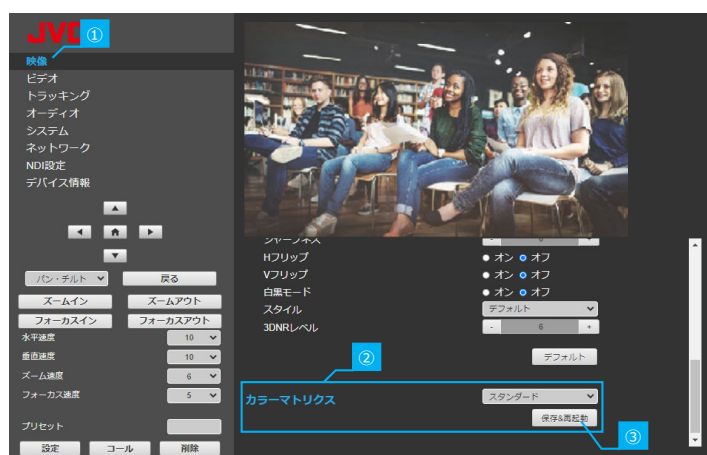 JVC
①
映像
ビデオ
トラッキング
オーディオ
システム
ネットワーク
NDI設定
デバイス情報
パン・チルト
戻る
ズームイン
ズームアウト
フォーカスイン
フォーカスアウト
水平速度
10
垂直速度
10
ズーム速度
6
フォーカス速度
5
プリセット
設定
コール
削除
シャープネス
- 6 +
Hフリップ
オン オフ
Vフリップ
オン オフ
白黒モード
オン オフ
スタイル
デフォルト
3DNRレベル
- 6 +
デフォルト
②
カラーマトリクス
スタンダード
保存&再起動
③